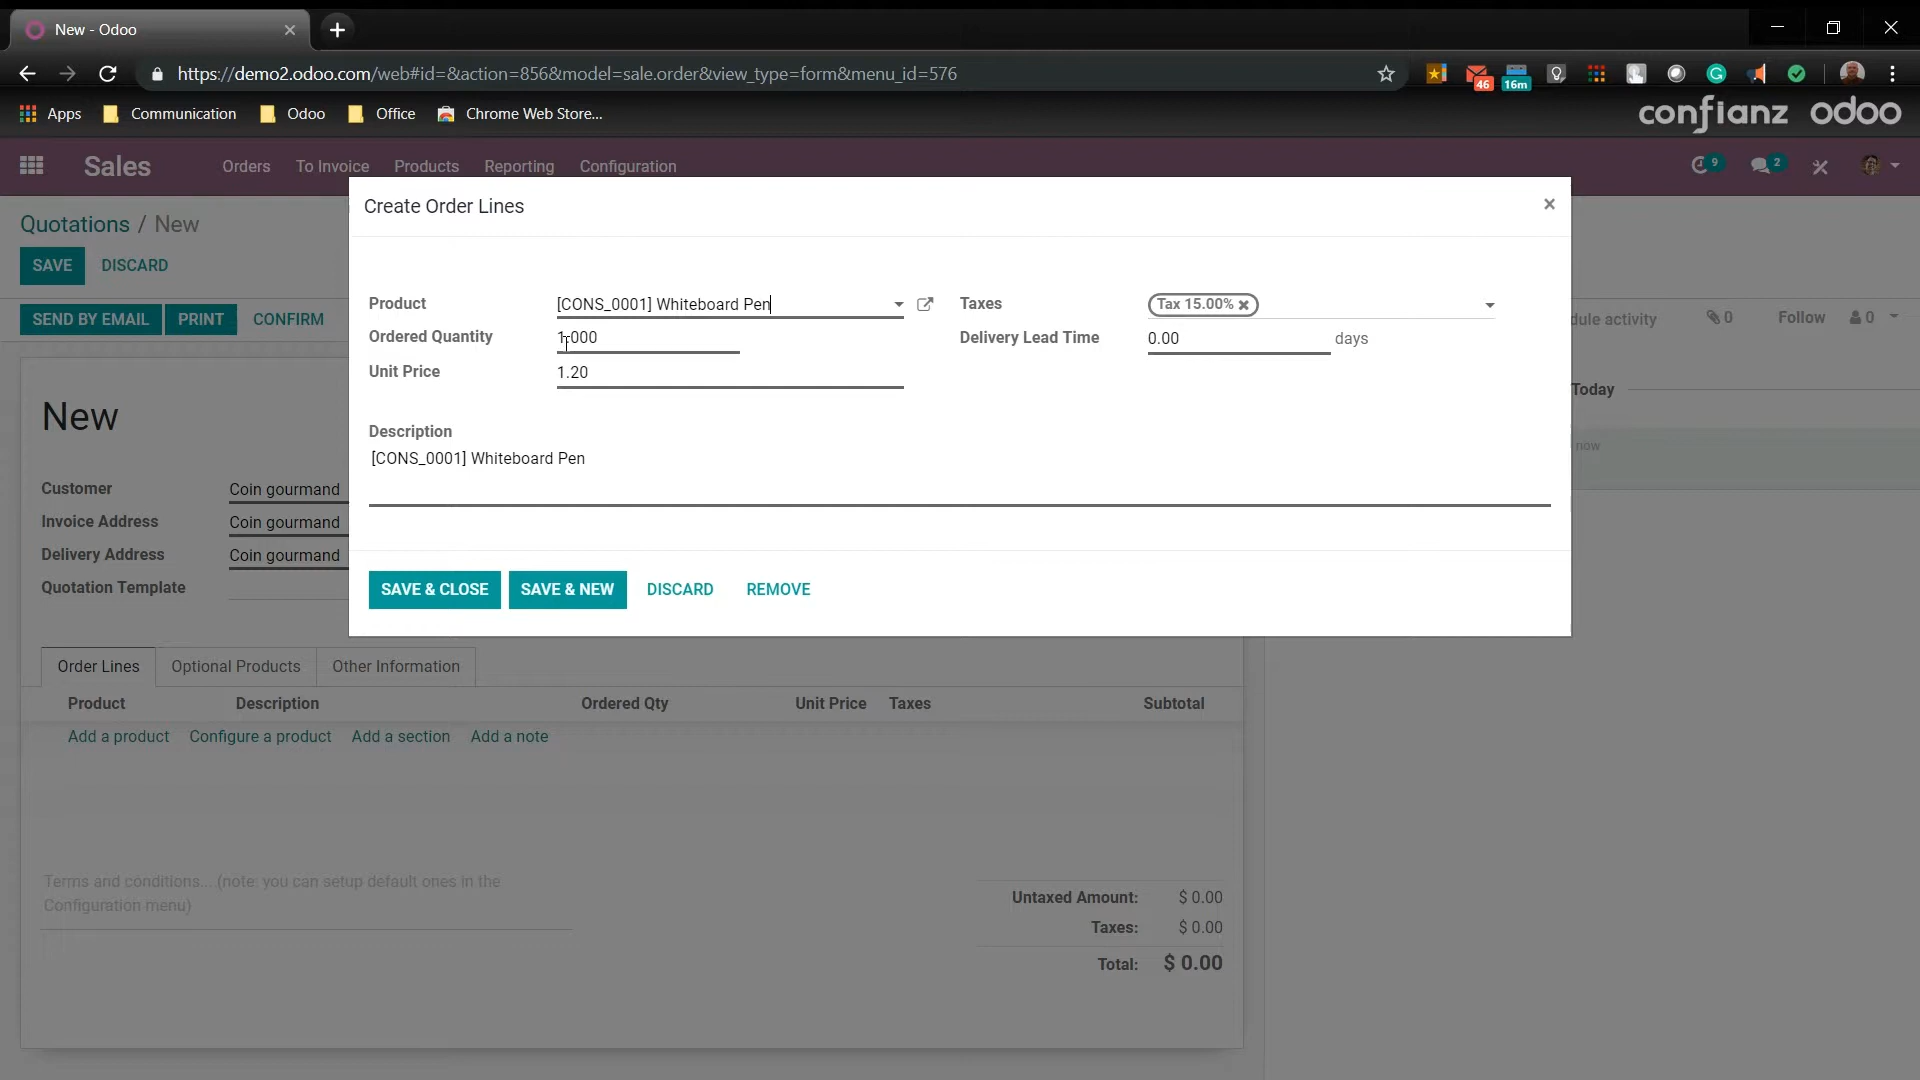 New - Odoo
https://demo2.odoo.com/web#id=&action=856&model=sale.order&view_type=form&menu_id=576
46
16m
Apps
Communication
Odoo
Office
Chrome Web Store...
confianz odoo
Sales
Orders
To Invoice
Products
Reporting
Configuration
9
2
Quotations / New
SAVE
DISCARD
SEND BY EMAIL
PRINT
CONFIRM
dule activity
0
Follow
0
Create Order Lines
×
Product
[CONS_0001] Whiteboard Pen
Ordered Quantity
1.000
Unit Price
1.20
Taxes
Tax 15.00%
Delivery Lead Time
0.00
days
Description
[CONS_0001] Whiteboard Pen
SAVE & CLOSE
SAVE & NEW
DISCARD
REMOVE
Today
now
New
Customer
Coin gourmand
Invoice Address
Coin gourmand
Delivery Address
Coin gourmand
Quotation Template
Order Lines
Optional Products
Other Information
Product
Description
Ordered Qty
Unit Price
Taxes
Subtotal
Add a product
Configure a product
Add a section
Add a note
Terms and conditions... (note: you can setup default ones in the
Configuration menu)
Untaxed Amount: $ 0.00
Taxes: $ 0.00
Total: $ 0.00